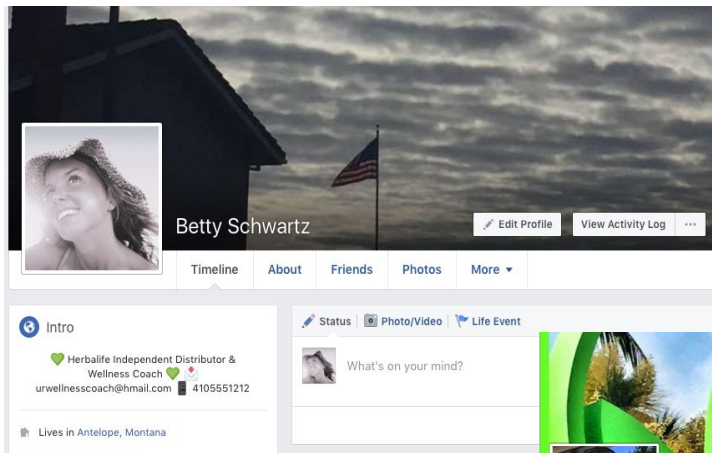 Betty Schwartz
Edit Profile
View Activity Log
Timeline
About
Friends
Photos
More
Intro
Herbalife Independent Distributor &
Wellness Coach
urwellnesscoach@hmail.com 4105551212
Lives in Antelope, Montana
Status
Photo/Video
Life Event
What's on your mind?